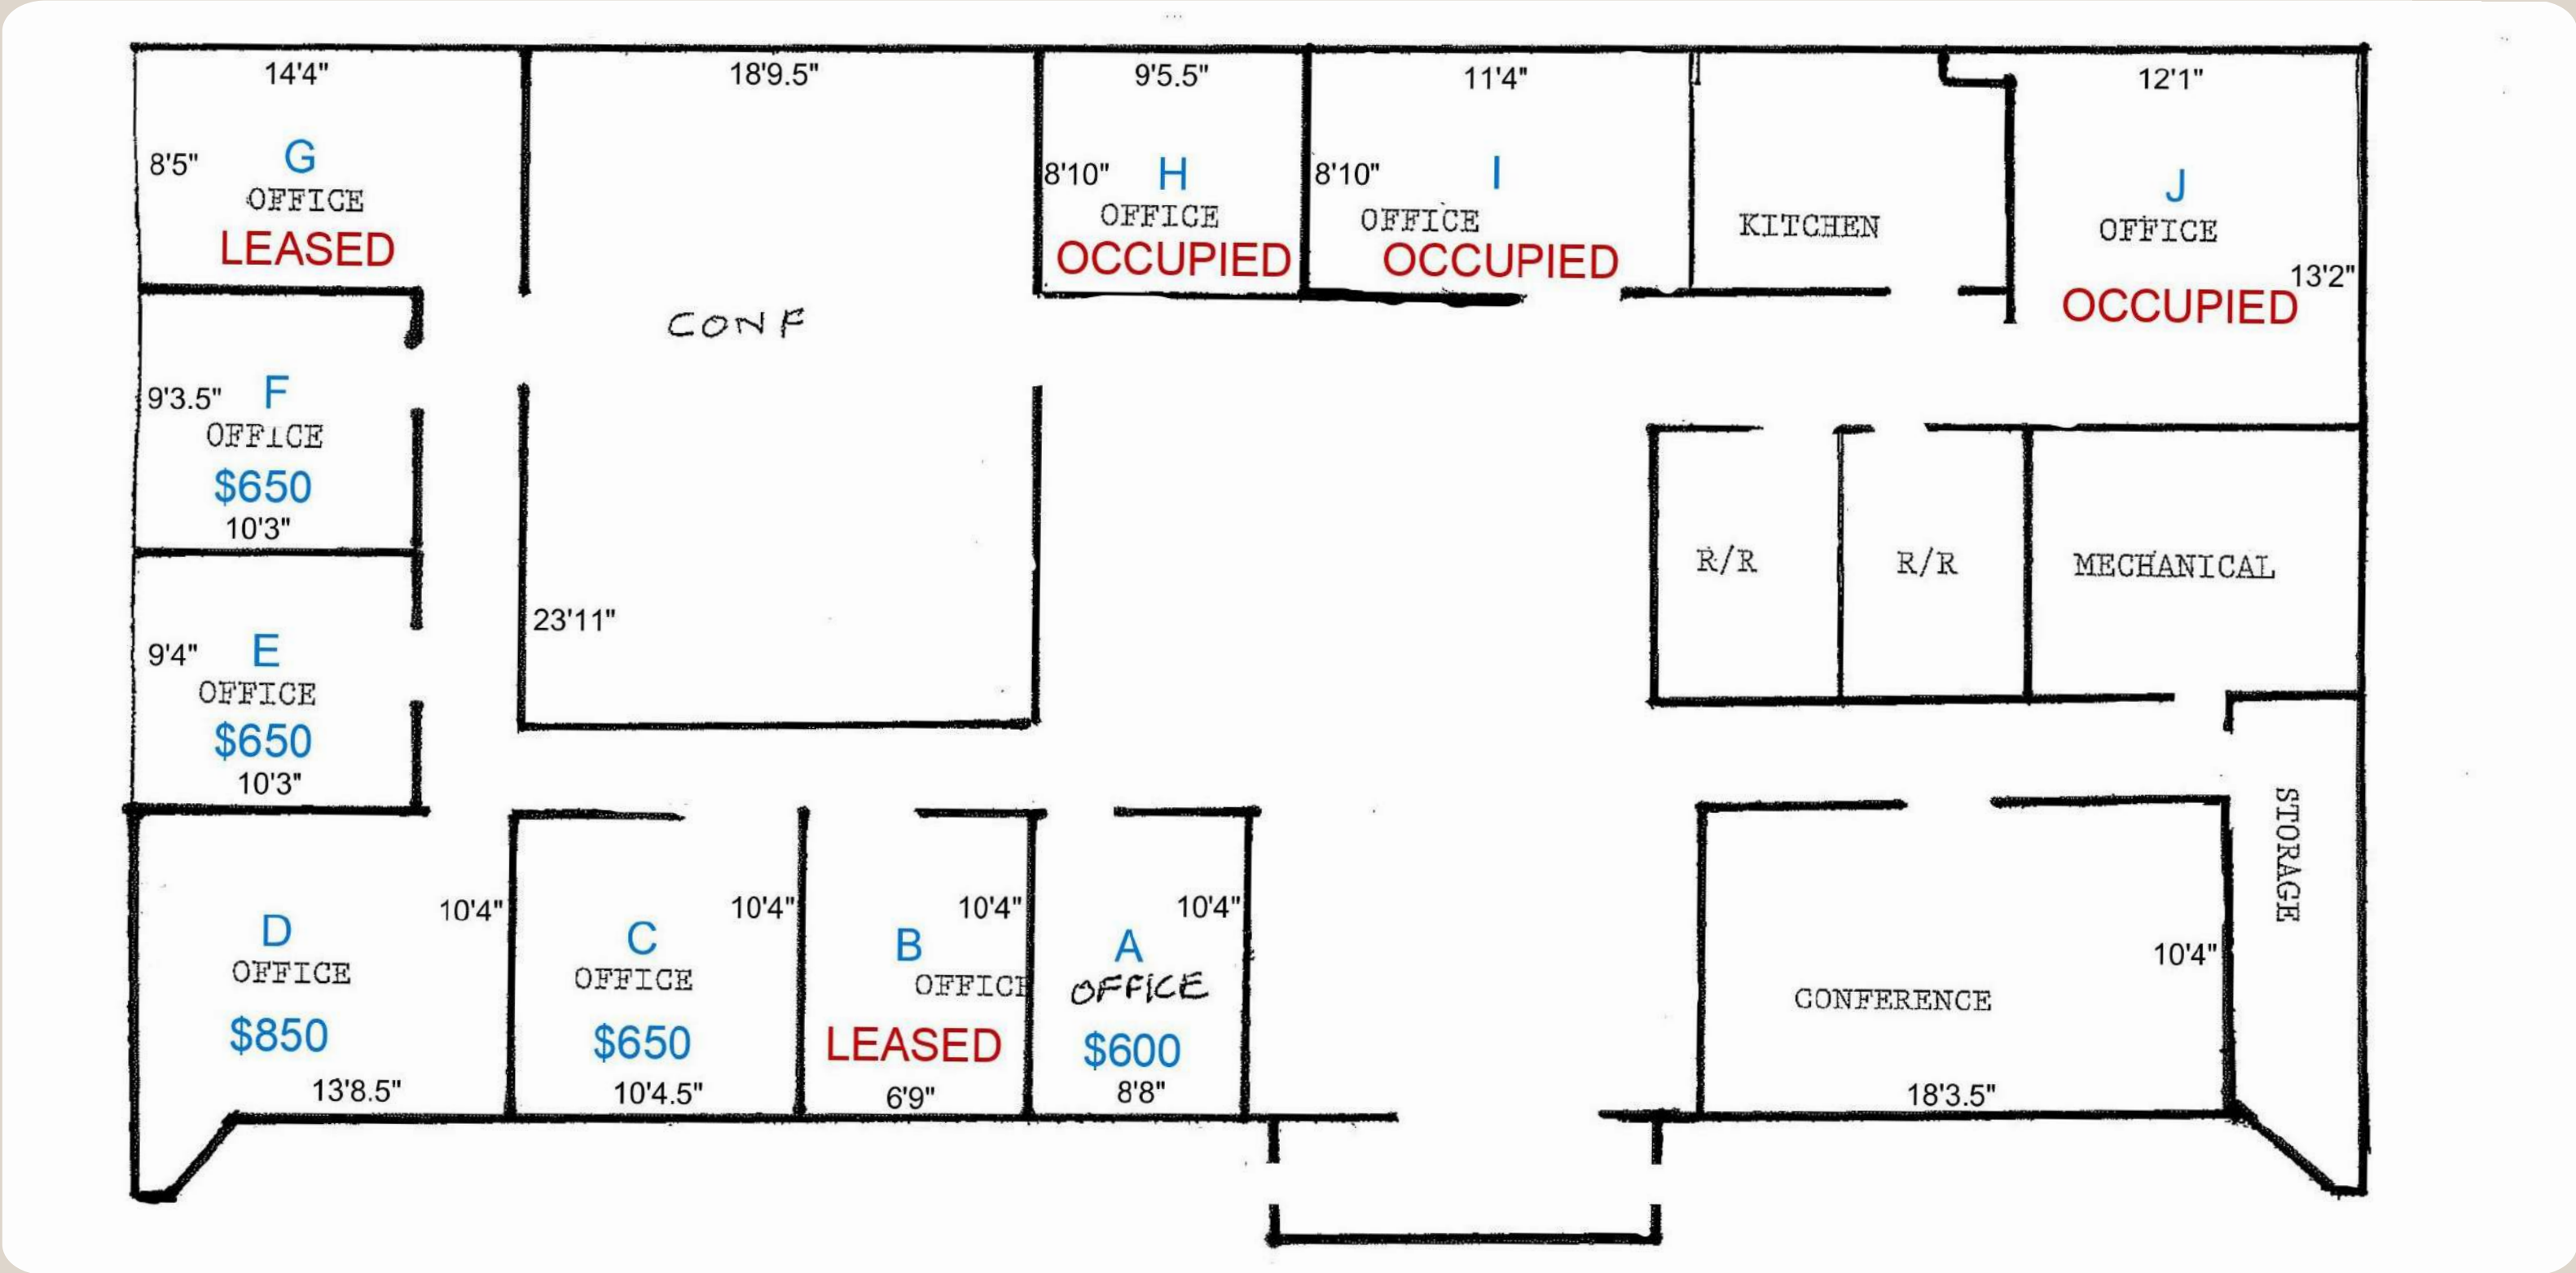 14'4"
8'5"
G
OFFICE
LEASED
18'9.5"
CONF
23'11"
9'5.5"
8'10"
H
OFFICE
OCCUPIED
11'4"
8'10"
I
OFFICE
OCCUPIED
KITCHEN
12'1"
J
OFFICE
13'2"
OCCUPIED
9'3.5"
F
OFFICE
$650
10'3"
9'4"
E
OFFICE
$650
10'3"
R/R
R/R
MECHANICAL
STORAGE
10'4"
D
OFFICE
$850
13'8.5"
10'4"
C
OFFICE
$650
10'4.5"
10'4"
B
OFFICE
LEASED
6'9"
10'4"
A
OFFICE
$600
8'8"
10'4"
CONFERENCE
18'3.5"